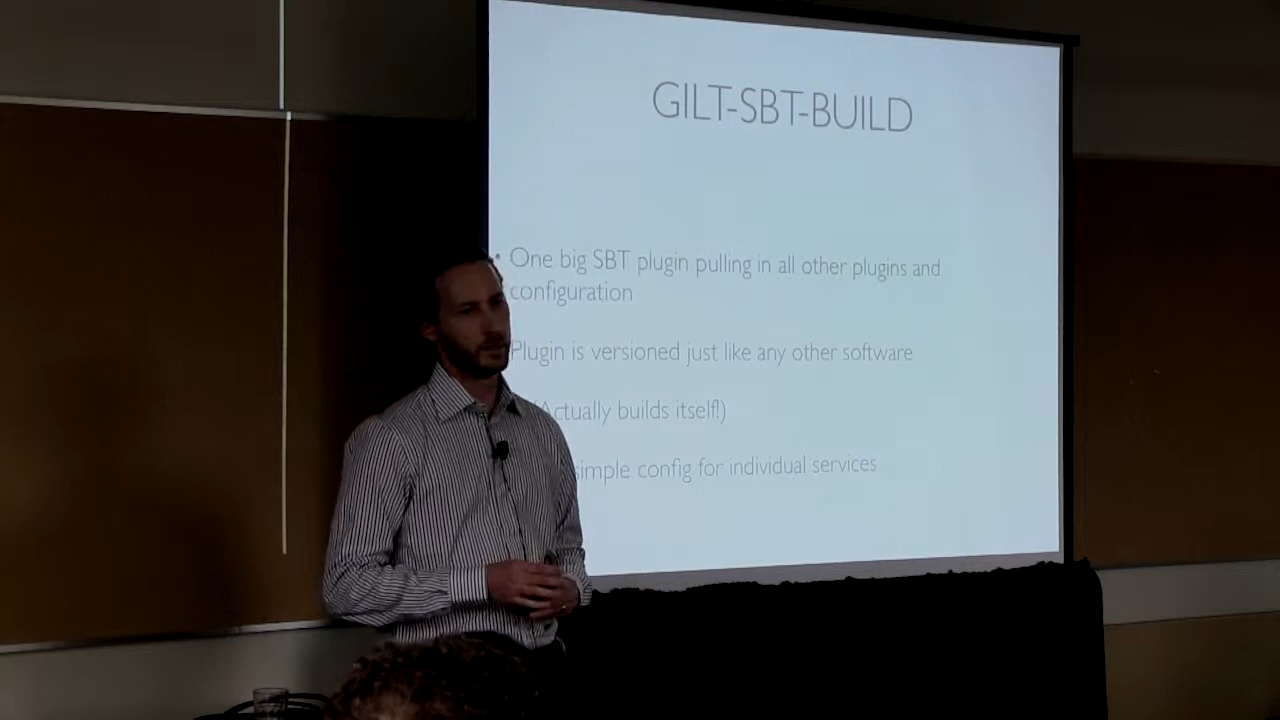 GILT-SBT-BUILD
• One big SBT plugin pulling in all other plugins and
configuration
Plugin is versioned just like any other software
(Actually builds itself!)
simple config for individual services